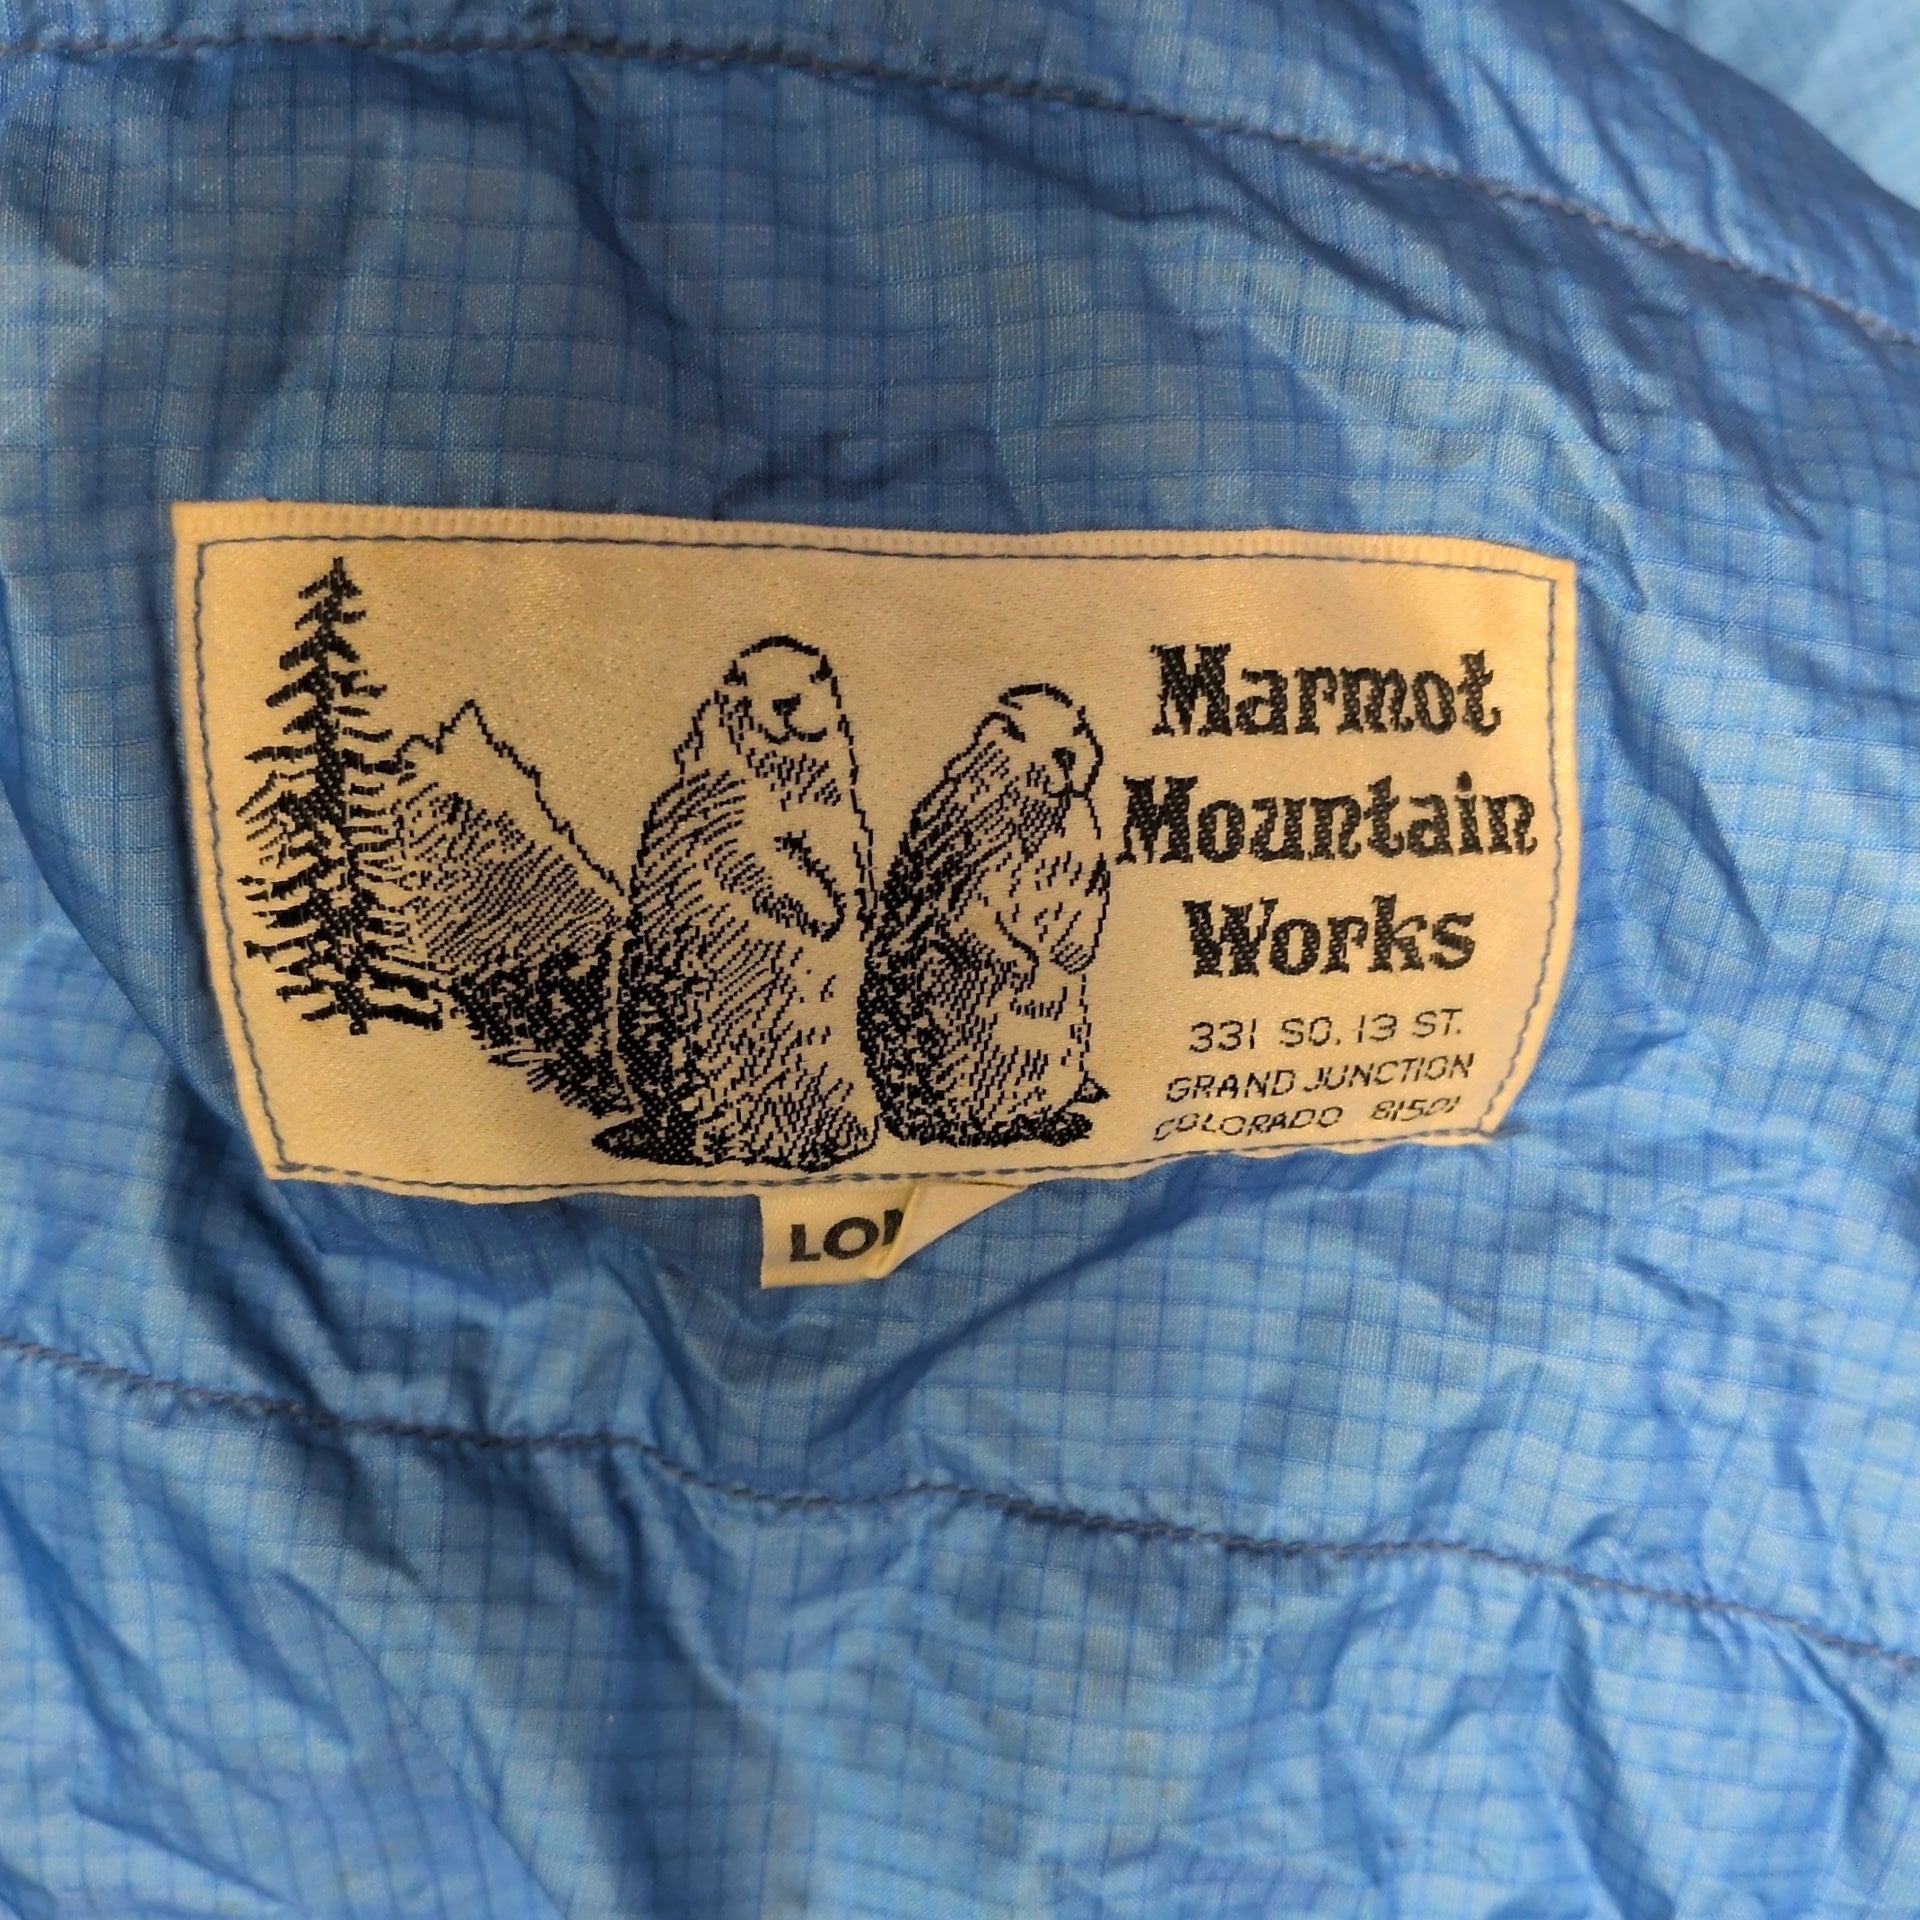 Marmot
Mountain
Works
331 SO. 13 ST.
GRAND JUNCTION
COLORADO 81501